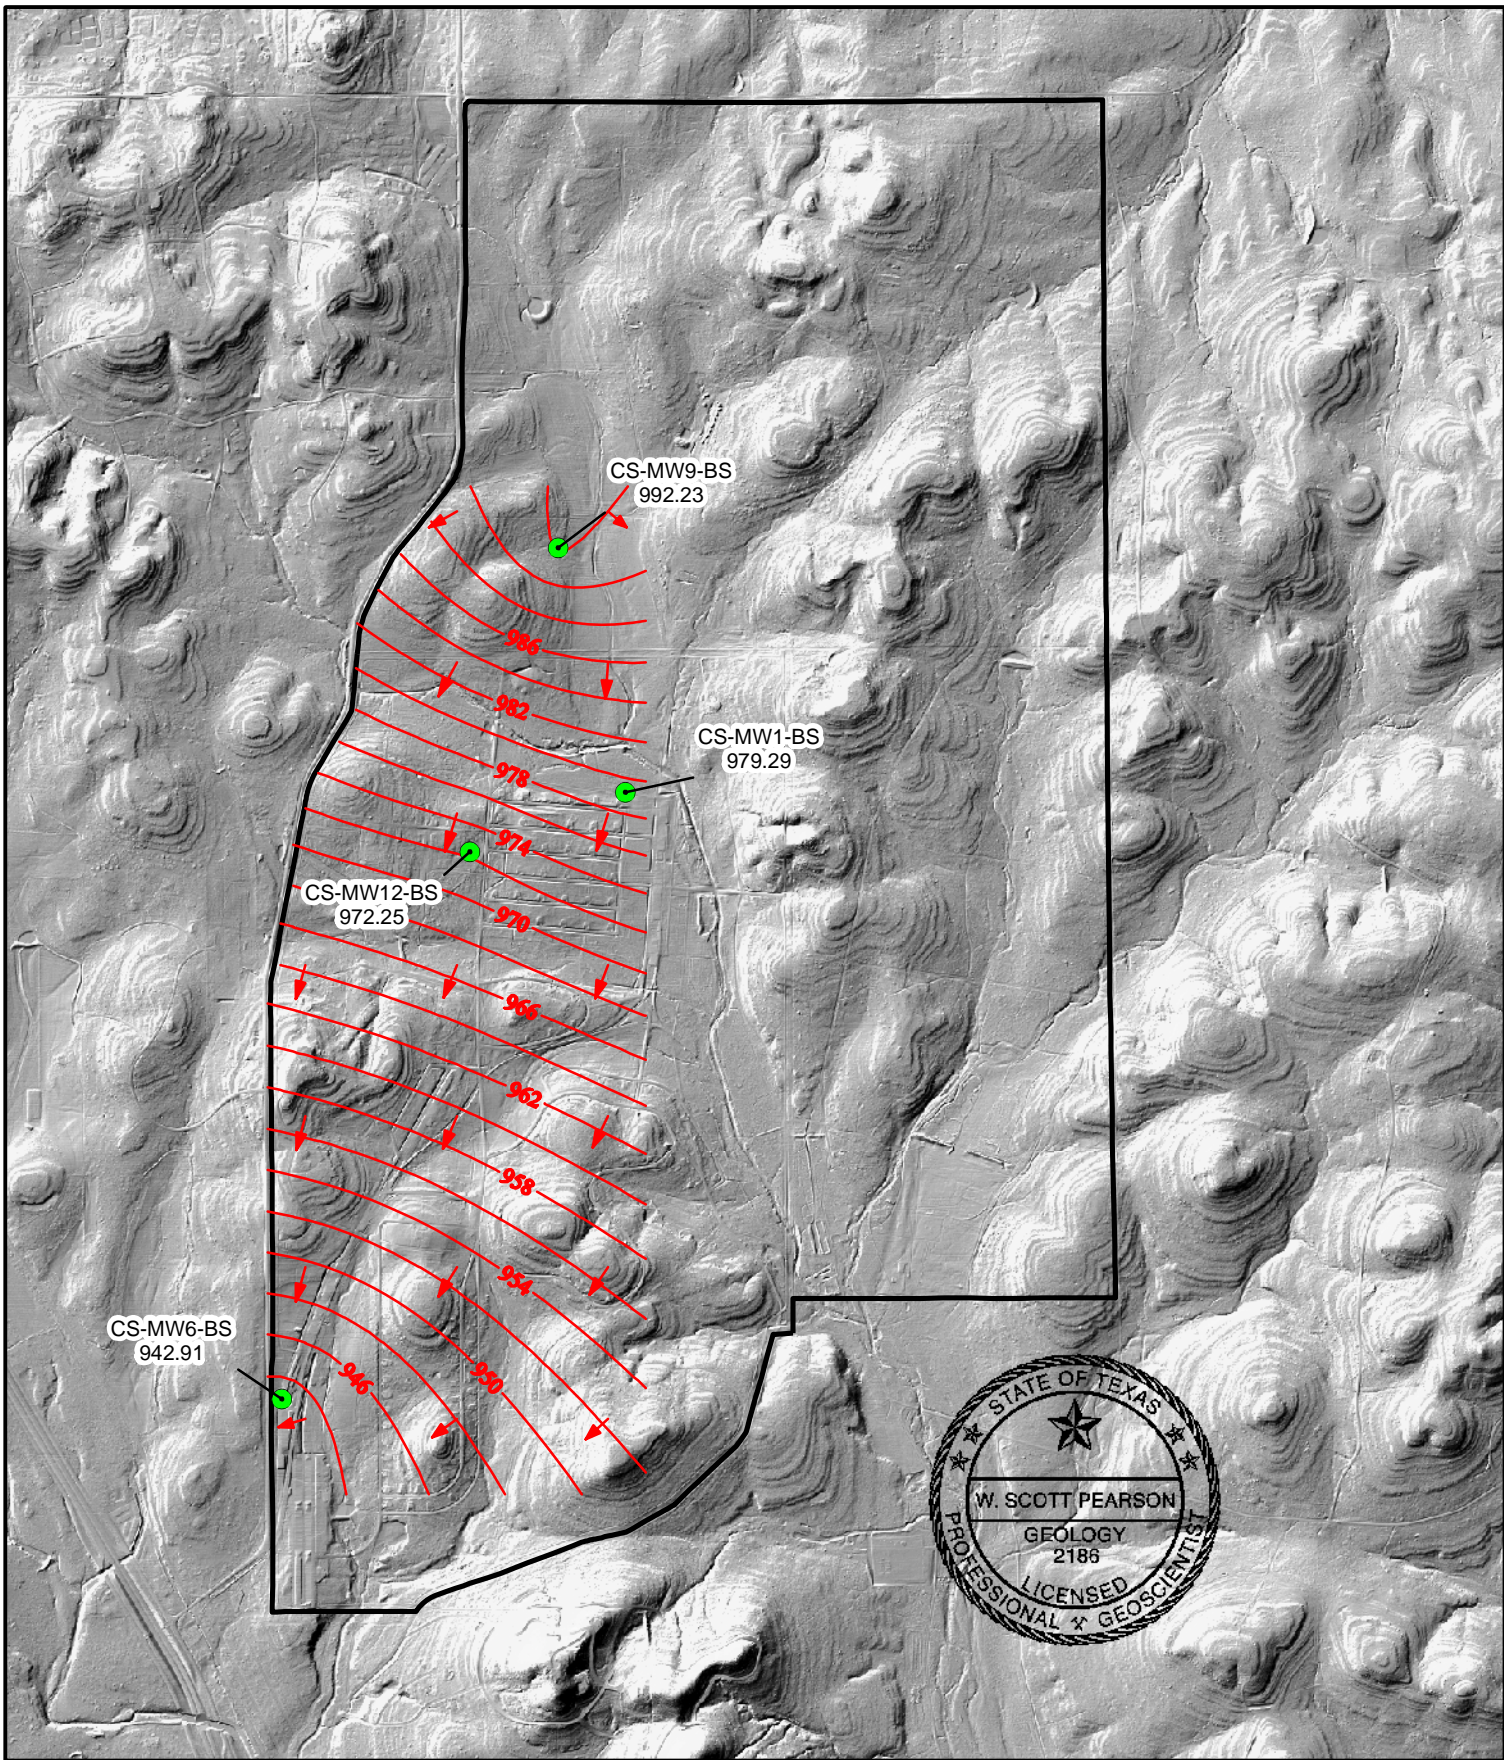 CS-MW9-BS
992.23
986
982
CS-MW1-BS
979.29
978
974
CS-MW12-BS
972.25
970
966
962
958
954
CS-MW6-BS
942.91
946
950
STATE OF TEXAS
W. SCOTT PEARSON
GEOLOGY
2186
LICENSED
PROFESSIONAL GEOSCIENTIST